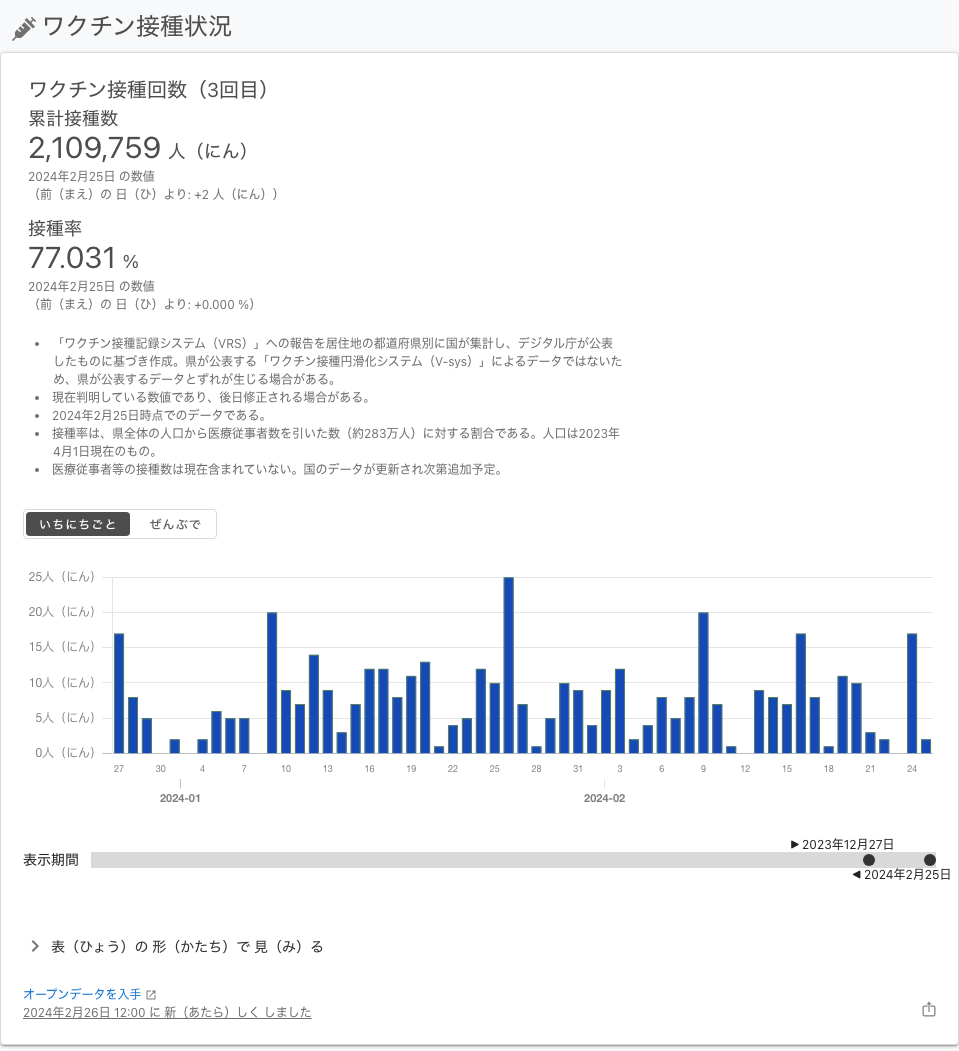 ワクチン接種状況
ワクチン接種回数（3回目）
累計接種数
2,109,759 人（にん）
2024年2月25日 の数値
（前（まえ）の 日（ひ）より: +2 人（にん））
接種率
77.031 %
2024年2月25日 の数値
（前（まえ）の 日（ひ）より: +0.000 %）
• 「ワクチン接種記録システム（VRS）」への報告を居住地の都道府県別に国が集計し、デジタル庁が公表
したものに基づき作成。県が公表する「ワクチン接種円滑化システム（V-sys）」によるデータではないた
め、県が公表するデータとずれが生じる場合がある。
• 現在判明している数値であり、後日修正される場合がある。
• 2024年2月25日時点でのデータである。
• 接種率は、県全体の人口から医療従事者数を引いた数（約283万人）に対する割合である。人口は2023年
4月1日現在のもの。
• 医療従事者等の接種数は現在含まれていない。国のデータが更新され次第追加予定。
いちにちごと ぜんぶで
25人（にん）
20人（にん）
15人（にん）
10人（にん）
5人（にん）
0人（にん）
27 30 4 7 10 13 16 19 22 25 28 31 3 6 9 12 15 18 21 24
2024-01 2024-02
▶ 2023年12月27日
表示期間
◀ 2024年2月25日
表（ひょう）の 形（かたち）で 見（み）る
オープンデータを入手
2024年2月26日 12:00 に 新（あたら）しく しました